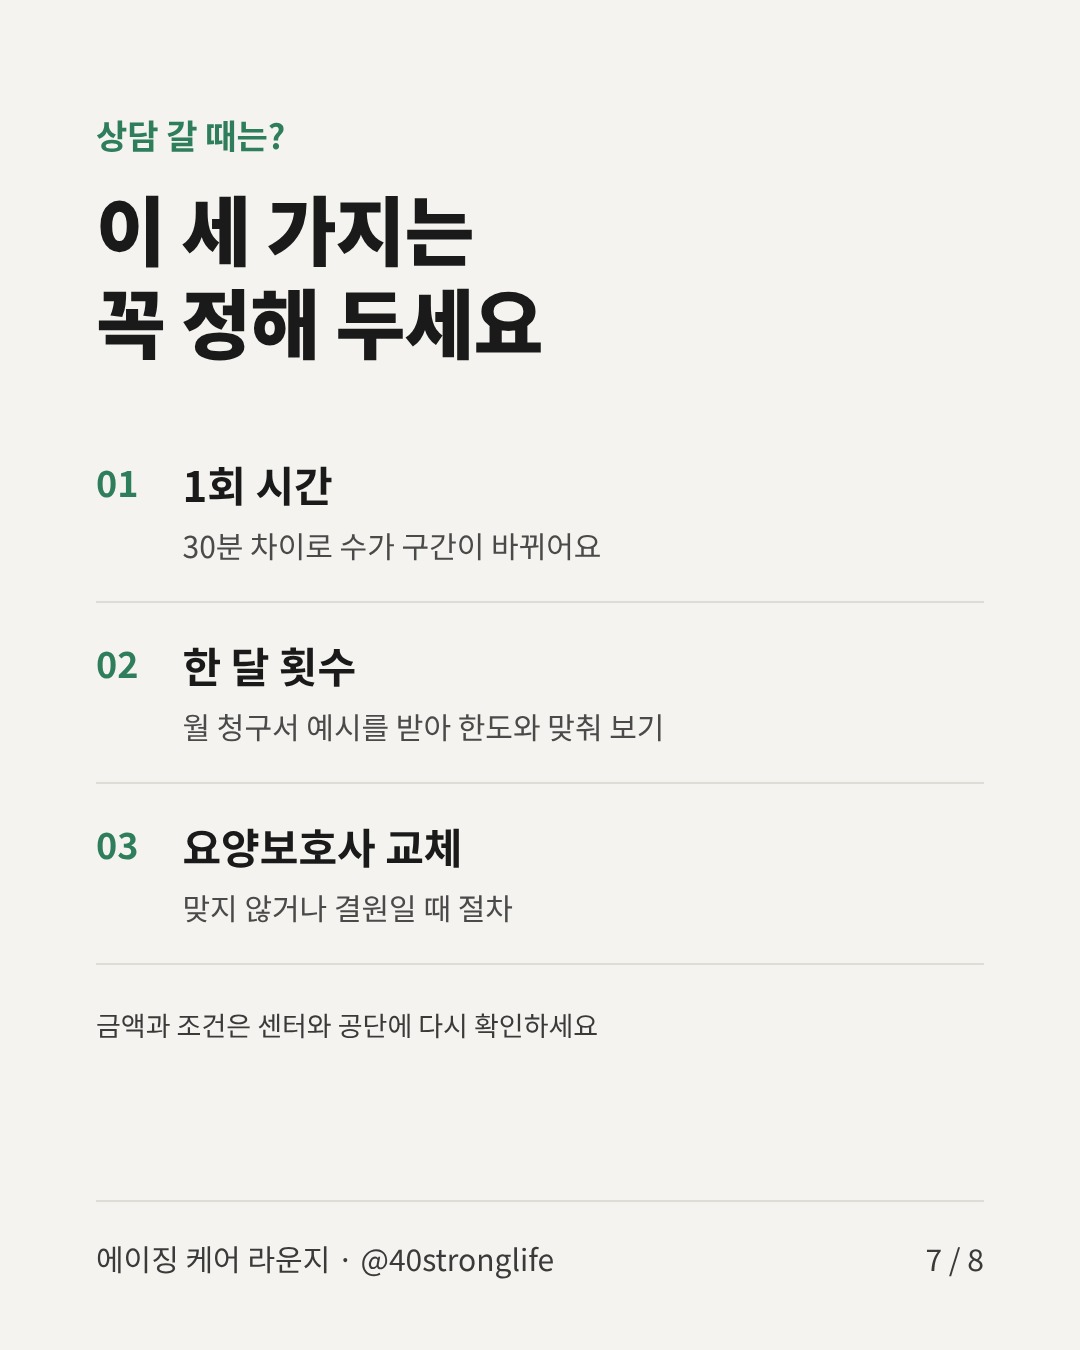 상담 갈 때는?
이 세 가지는
꼭 정해 두세요
01 1회 시간
30분 차이로 수가 구간이 바뀌어요
02 한 달 횟수
월 청구서 예시를 받아 한도와 맞춰 보기
03 요양보호사 교체
맞지 않거나 결원일 때 절차
금액과 조건은 센터와 공단에 다시 확인하세요
에이징 케어 라운지 · @40stronglife 7 / 8